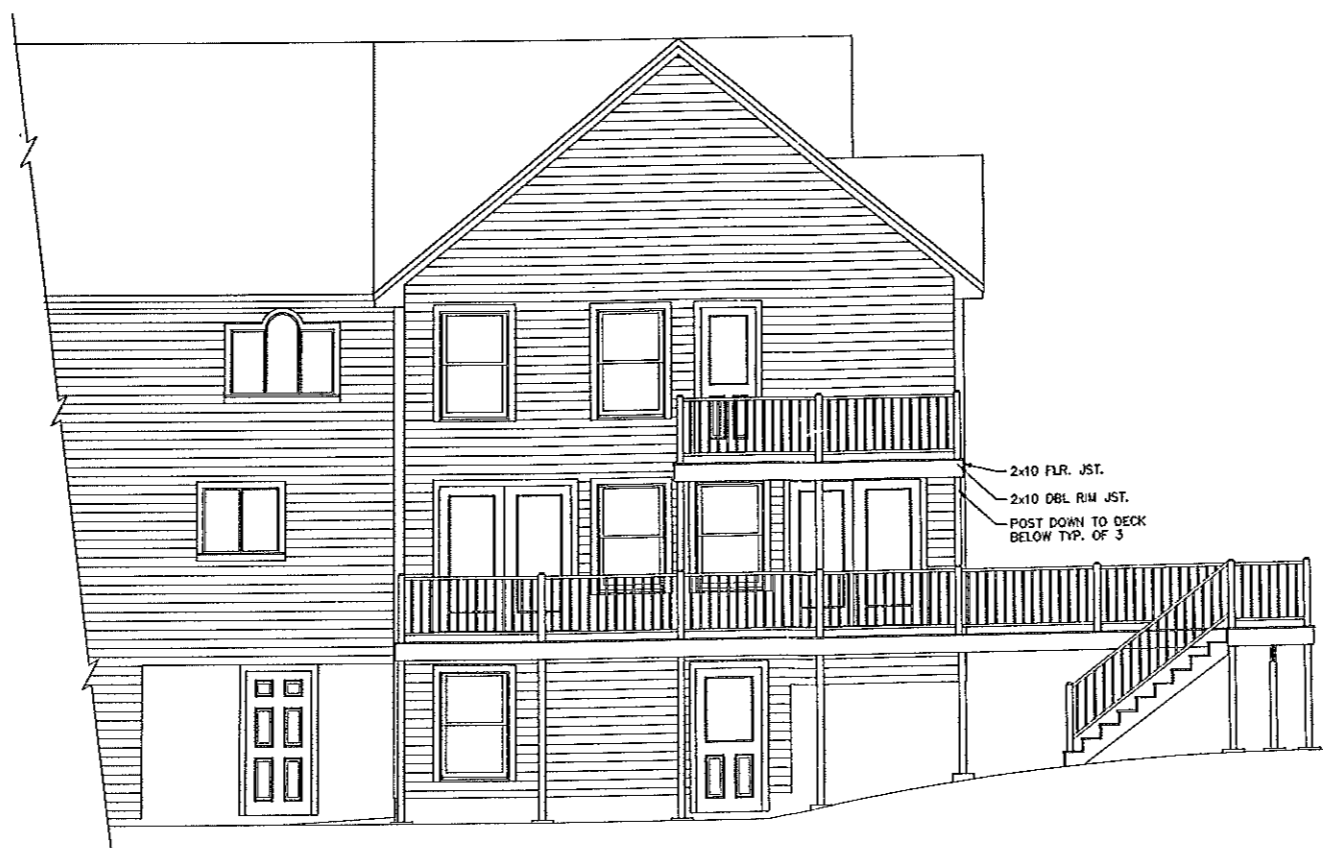 2x10 FLR. JST.
2x10 DBL RIM JST.
POST DOWN TO DECK
BELOW TYP. OF 3